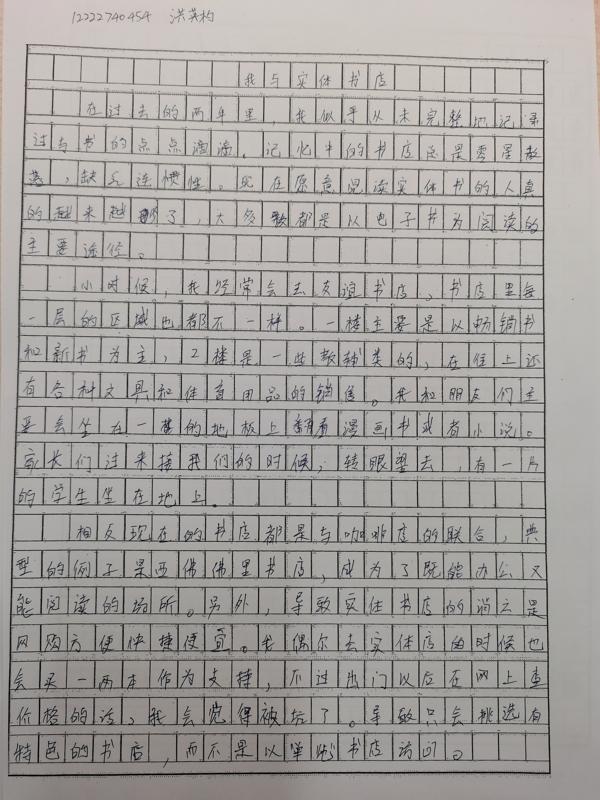 12222740454 洪英杓
我与实体书店
在过去的两年里，我似乎从未完整地记录
过与书的点点滴滴。记忆中的书店总是零星散
落，缺乏连惯性。现在愿意见读实体书的人真
的越来越少了，大多数都是以电子书为阅读的
主要途径。
小时候，我经常会去友谊书店，书店里每
一层的区域也都不一样。一楼主要是以畅销书
和新书为主，2楼是一些教辅类的，在往上还
有各种文具和体育用品的销售。我和朋友们主
要会坐在一楼的地板上翻看漫画书或者小说。
家长们过来接我们的时候，转眼望去，有一片
的学生坐在地上。
相反现在的书店都是与咖啡店的联合，典
型的例子是西佛佛里书店，成为了既能办公又
能阅读的场所。另外，导致实体书店的消亡是
网购方便快捷便宜。我偶尔去实体店的时候也
会买一两本作为支持，不过出门以后在网上查
价格的话，我会觉得被坑了。导致只会挑选有
特色的书店，而不是以单纯书店访问。